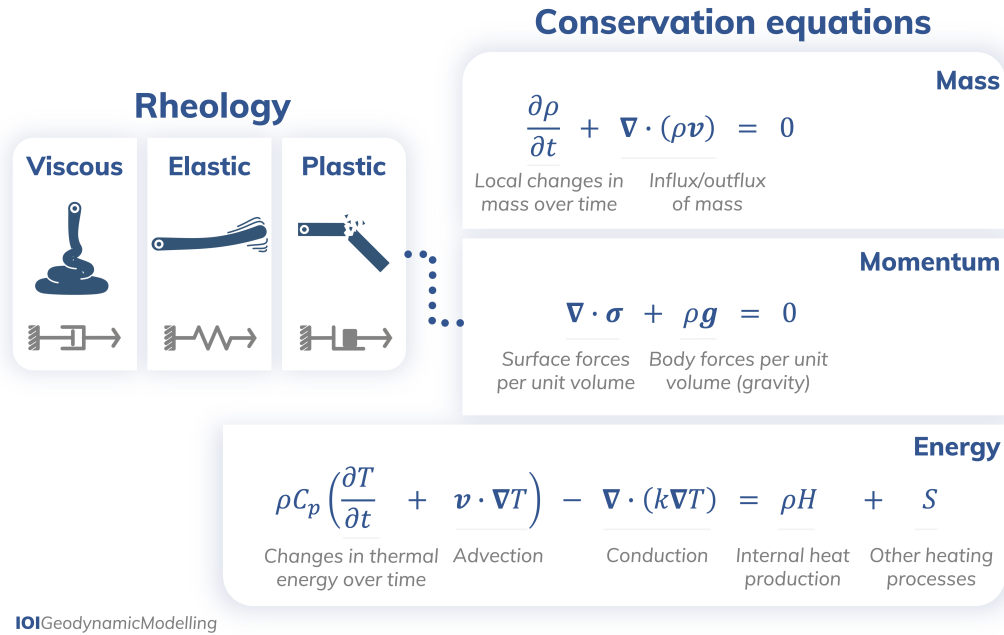 Conservation equations
Mass
∂ρ/∂t + ∇ · (ρv) = 0
Local changes in mass over time
Influx/outflux of mass
Rheology
Viscous
Elastic
Plastic
Momentum
∇ · σ + ρg = 0
Surface forces per unit volume
Body forces per unit volume (gravity)
Energy
ρCp (∂T/∂t + v · ∇T) − ∇ · (k∇T) = ρH + S
Changes in thermal energy over time
Advection
Conduction
Internal heat production
Other heating processes
IOIGeodynamicModelling